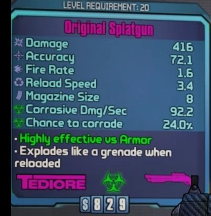 LEVEL REQUIREMENT: 20
Original Splatgun
Damage 416
Accuracy 72.1
Fire Rate 1.6
Reload Speed 3.4
Magazine Size 8
Corrosive Dmg/Sec 92.2
Chance to corrode 24.0%
• Highly effective vs Armor
• Explodes like a grenade when
reloaded
TEDIORE
$829